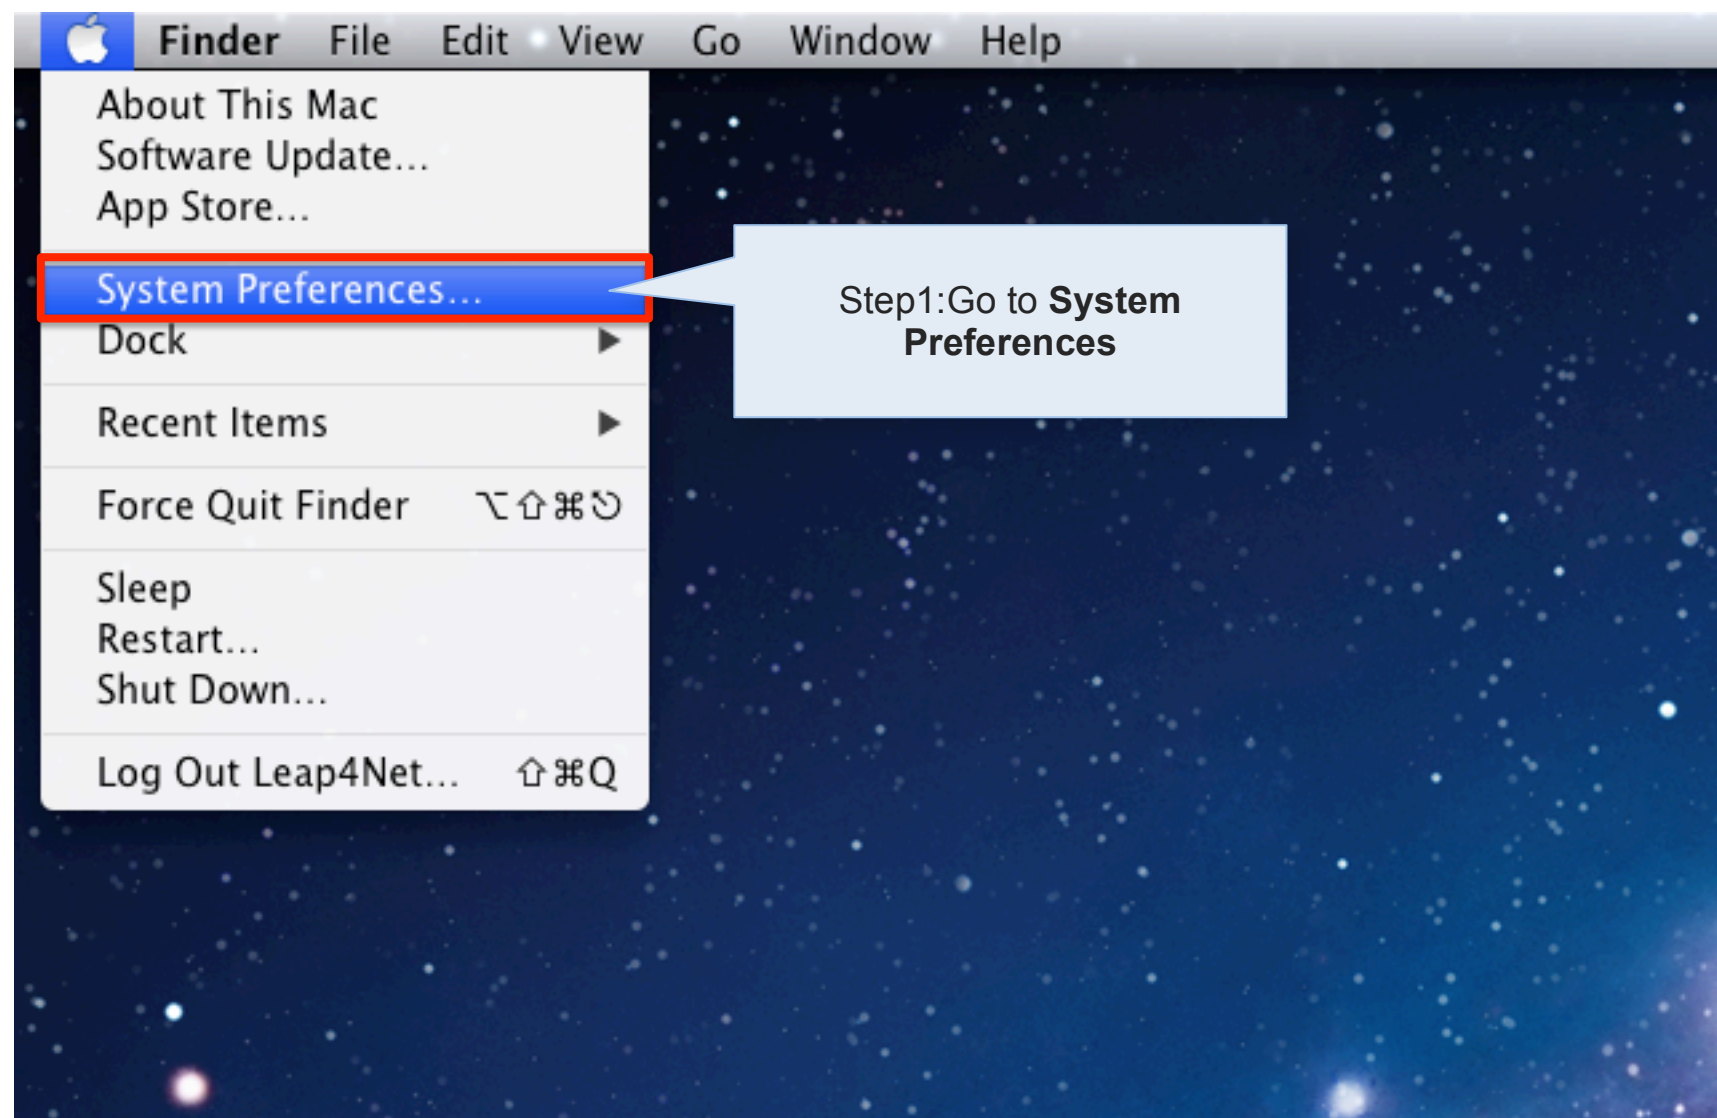 Finder File Edit View Go Window Help
About This Mac
Software Update...
App Store...
System Preferences...
Dock
Recent Items
Force Quit Finder ⌥⇧⌘⎋
Sleep
Restart...
Shut Down...
Log Out Leap4Net... ⇧⌘Q
Step1:Go to System
Preferences